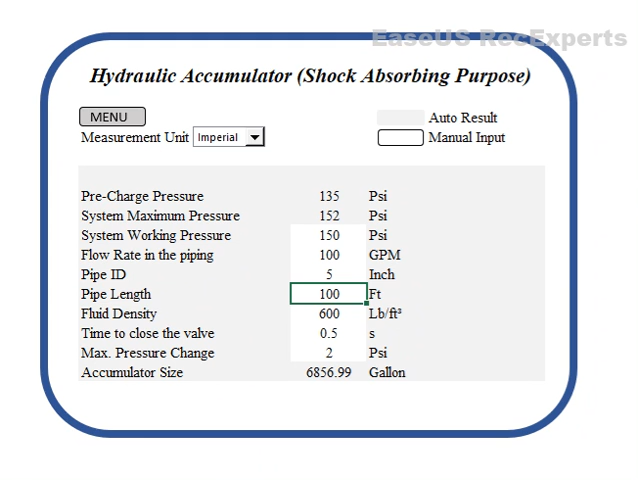 EaseUS RecExperts
Hydraulic Accumulator (Shock Absorbing Purpose)
MENU Auto Result
Measurement Unit Imperial Manual Input
Pre-Charge Pressure 135 Psi
System Maximum Pressure 152 Psi
System Working Pressure 150 Psi
Flow Rate in the piping 100 GPM
Pipe ID 5 Inch
Pipe Length 100 Ft
Fluid Density 600 Lb/ft³
Time to close the valve 0.5 s
Max. Pressure Change 2 Psi
Accumulator Size 6856.99 Gallon